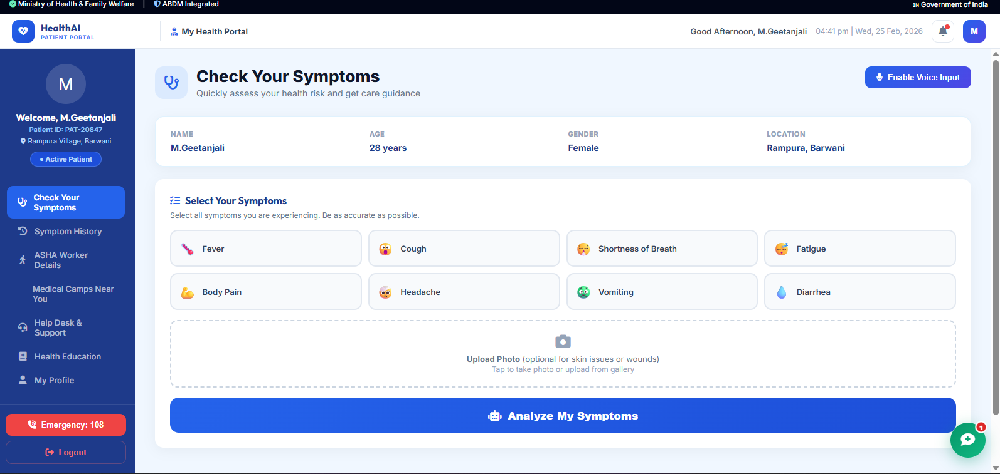 Ministry of Health & Family Welfare | ABDM Integrated
IN Government of India
HealthAI
PATIENT PORTAL
My Health Portal
Good Afternoon, M.Geetanjali 04:41 pm | Wed, 25 Feb, 2026
M
M
Welcome, M.Geetanjali
Patient ID: PAT-20847
Rampura Village, Barwani
Active Patient
Check Your
Symptoms
Symptom History
ASHA Worker
Details
Medical Camps Near
You
Help Desk &
Support
Health Education
My Profile
Emergency: 108
Logout
Check Your Symptoms
Quickly assess your health risk and get care guidance
Enable Voice Input
NAME
M.Geetanjali
AGE
28 years
GENDER
Female
LOCATION
Rampura, Barwani
Select Your Symptoms
Select all symptoms you are experiencing. Be as accurate as possible.
Fever
Cough
Shortness of Breath
Fatigue
Body Pain
Headache
Vomiting
Diarrhea
Upload Photo (optional for skin issues or wounds)
Tap to take photo or upload from gallery
Analyze My Symptoms
1